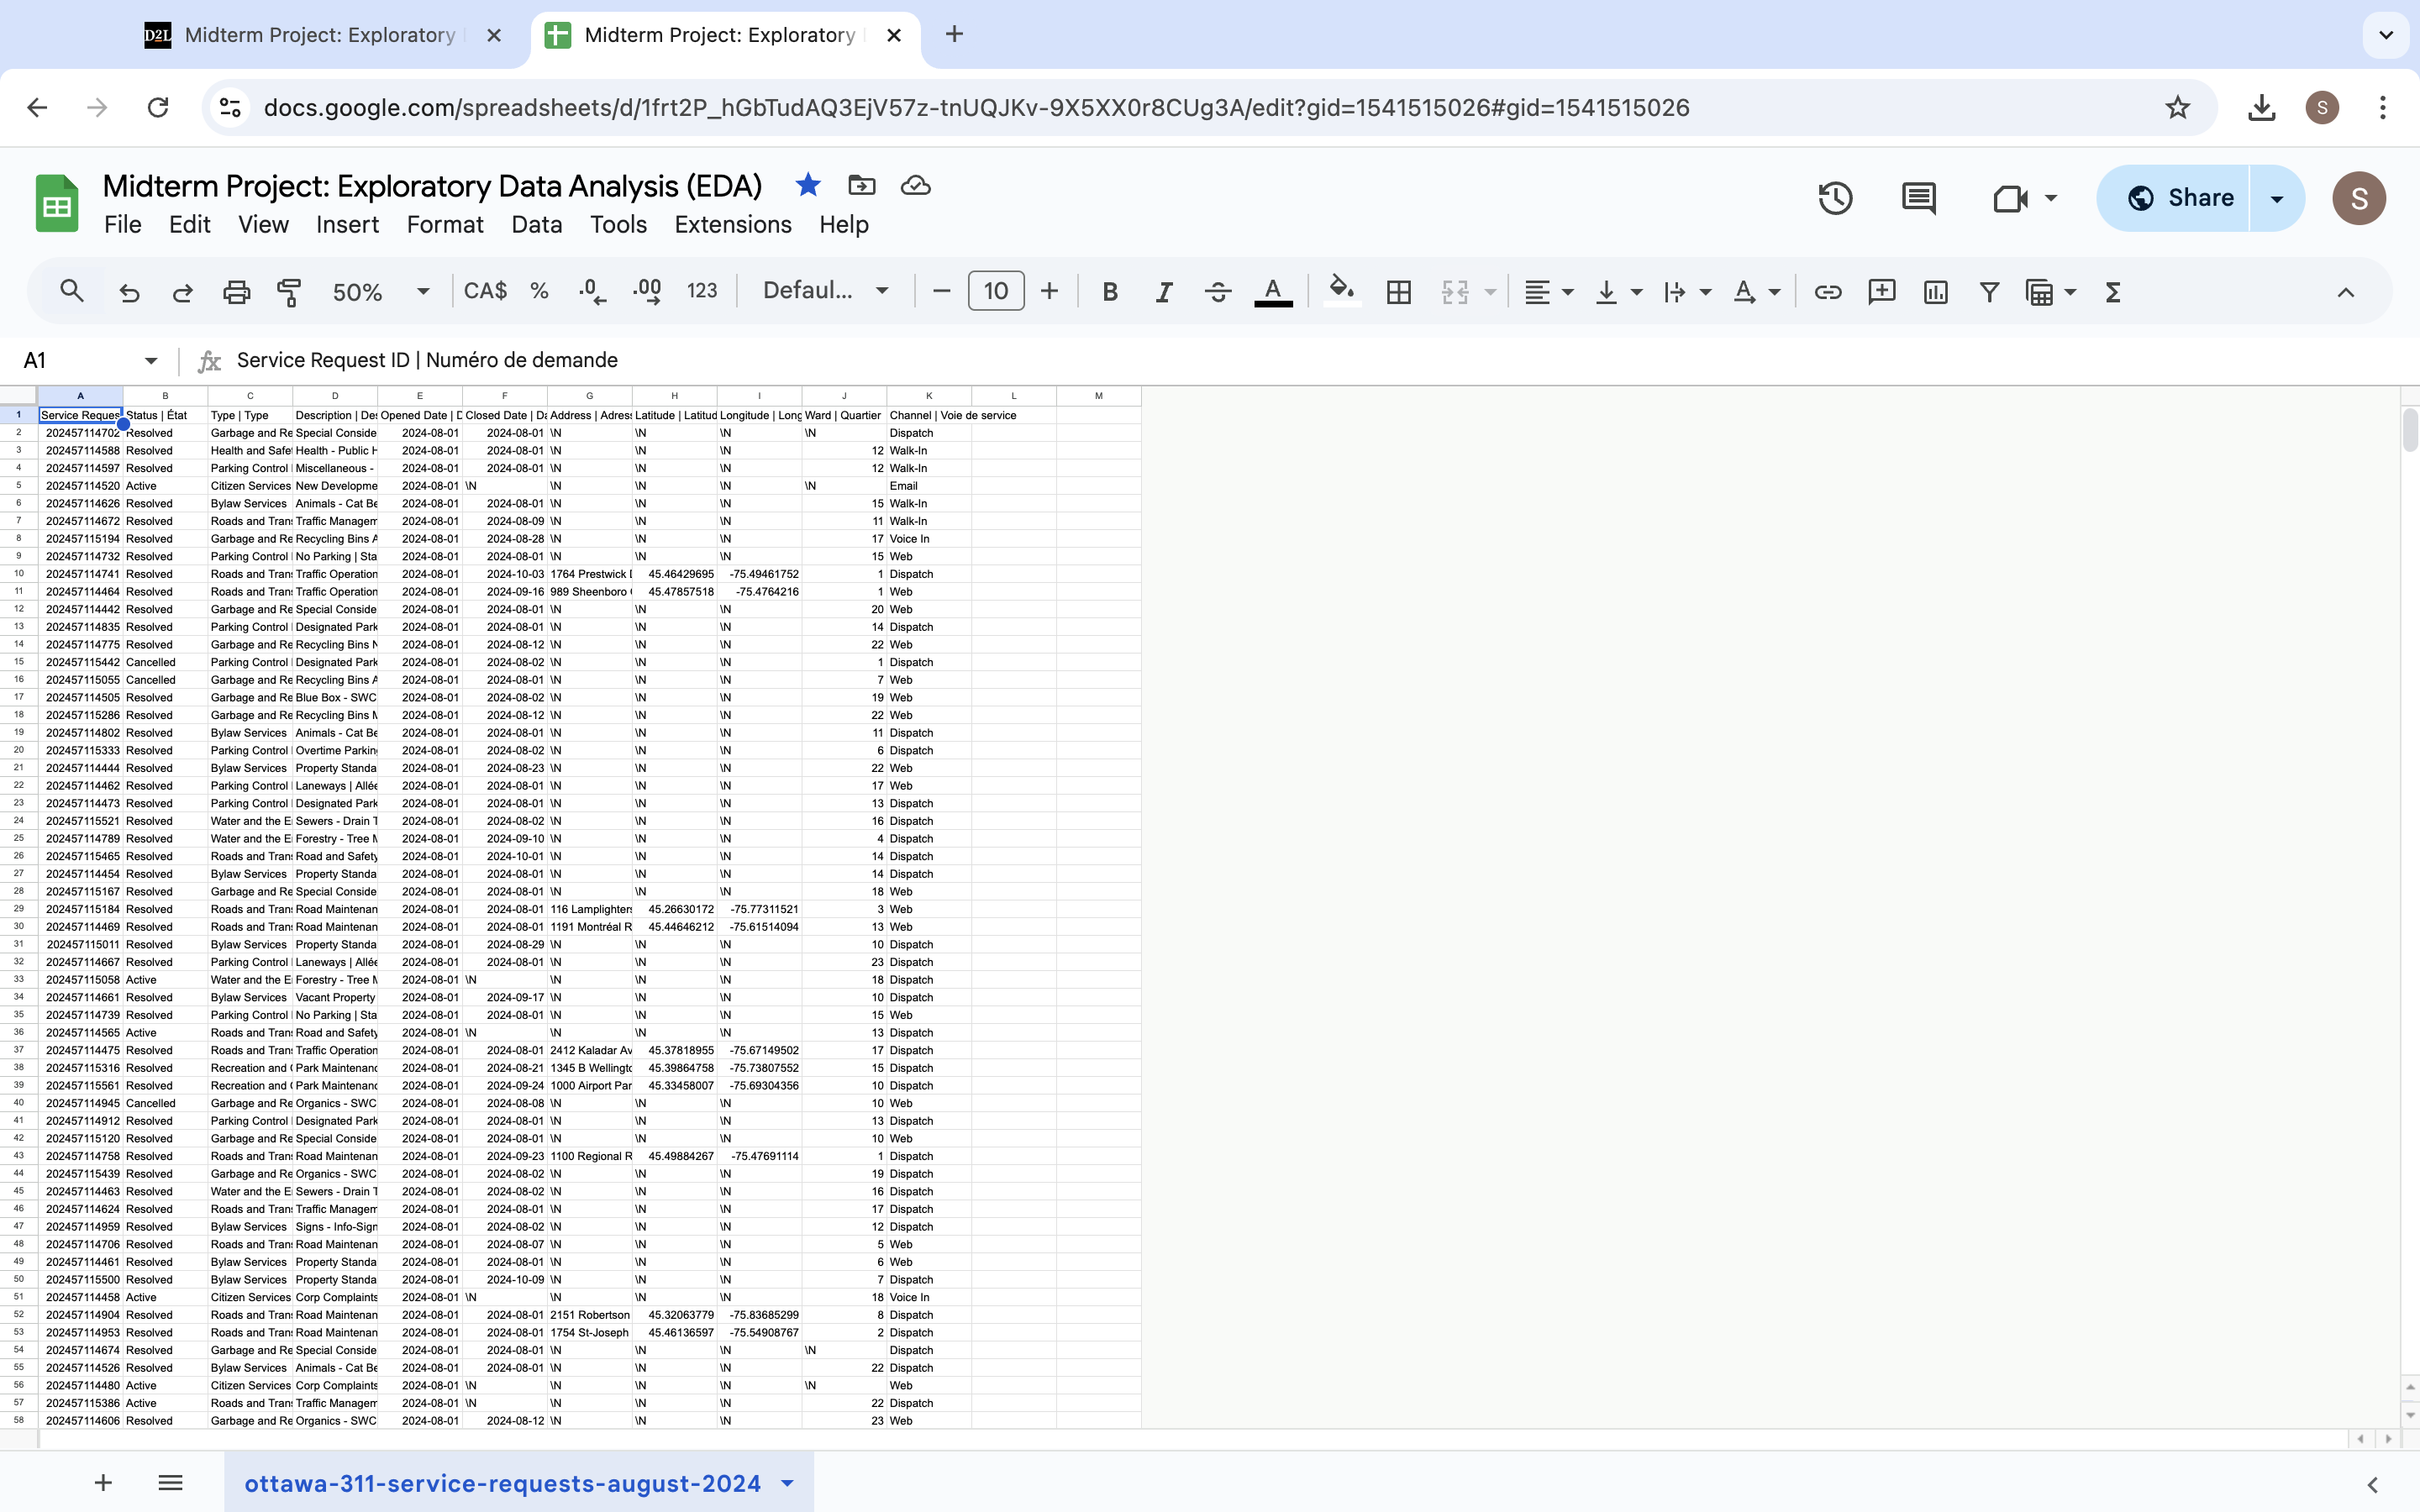 D2L Midterm Project: Exploratory Midterm Project: Exploratory
docs.google.com/spreadsheets/d/1frt2P_hGbTudAQ3EjV57z-tnUQJKv-9X5XX0r8CUg3A/edit?gid=1541515026#gid=1541515026 S
Midterm Project: Exploratory Data Analysis (EDA)
File Edit View Insert Format Data Tools Extensions Help Share S
50% CA$ % .0 .00 123 Defaul... 10 B I S A Σ
A1 fx Service Request ID | Numéro de demande
A B C D E F G H I J K L M
1 Service Reques Status | État Type | Type Description | Des Opened Date | D Closed Date | Da Address | Adress Latitude | Latitud Longitude | Long Ward | Quartier Channel | Voie de service
2 202457114702 Resolved Garbage and Re Special Conside 2024-08-01 2024-08-01 \N \N \N \N Dispatch
3 202457114588 Resolved Health and Safet Health - Public H 2024-08-01 2024-08-01 \N \N \N 12 Walk-In
4 202457114597 Resolved Parking Control Miscellaneous - 2024-08-01 2024-08-01 \N \N \N 12 Walk-In
5 202457114520 Active Citizen Services New Developme 2024-08-01 \N \N \N \N \N Email
6 202457114626 Resolved Bylaw Services Animals - Cat Be 2024-08-01 2024-08-01 \N \N \N 15 Walk-In
7 202457114672 Resolved Roads and Tran Traffic Managem 2024-08-01 2024-08-09 \N \N \N 11 Walk-In
8 202457115194 Resolved Garbage and Re Recycling Bins A 2024-08-01 2024-08-28 \N \N \N 17 Voice In
9 202457114732 Resolved Parking Control No Parking | Sta 2024-08-01 2024-08-01 \N \N \N 15 Web
10 202457114741 Resolved Roads and Tran Traffic Operation 2024-08-01 2024-10-03 1764 Prestwick D 45.46429695 -75.49461752 1 Dispatch
11 202457114464 Resolved Roads and Tran Traffic Operation 2024-08-01 2024-09-16 989 Sheenboro 45.47857518 -75.4764216 1 Web
12 202457114442 Resolved Garbage and Re Special Conside 2024-08-01 2024-08-01 \N \N \N 20 Web
13 202457114835 Resolved Parking Control Designated Park 2024-08-01 2024-08-01 \N \N \N 14 Dispatch
14 202457114775 Resolved Garbage and Re Recycling Bins N 2024-08-01 2024-08-12 \N \N \N 22 Web
15 202457115442 Cancelled Parking Control Designated Park 2024-08-01 2024-08-02 \N \N \N 1 Dispatch
16 202457115055 Cancelled Garbage and Re Recycling Bins A 2024-08-01 2024-08-01 \N \N \N 7 Web
17 202457114505 Resolved Garbage and Re Blue Box - SWC 2024-08-01 2024-08-02 \N \N \N 19 Web
18 202457115286 Resolved Garbage and Re Recycling Bins M 2024-08-01 2024-08-12 \N \N \N 22 Web
19 202457114802 Resolved Bylaw Services Animals - Cat Be 2024-08-01 2024-08-01 \N \N \N 11 Dispatch
20 202457115333 Resolved Parking Control Overtime Parking 2024-08-01 2024-08-02 \N \N \N 6 Dispatch
21 202457114444 Resolved Bylaw Services Property Standa 2024-08-01 2024-08-23 \N \N \N 22 Web
22 202457114462 Resolved Parking Control Laneways | Allée 2024-08-01 2024-08-01 \N \N \N 17 Web
23 202457114473 Resolved Parking Control Designated Park 2024-08-01 2024-08-01 \N \N \N 13 Dispatch
24 202457115521 Resolved Water and the E Sewers - Drain T 2024-08-01 2024-08-02 \N \N \N 16 Dispatch
25 202457114789 Resolved Water and the E Forestry - Tree M 2024-08-01 2024-09-10 \N \N \N 4 Dispatch
26 202457115465 Resolved Roads and Tran Road and Safety 2024-08-01 2024-10-01 \N \N \N 14 Dispatch
27 202457114454 Resolved Bylaw Services Property Standa 2024-08-01 2024-08-01 \N \N \N 14 Dispatch
28 202457115167 Resolved Garbage and Re Special Conside 2024-08-01 2024-08-01 \N \N \N 18 Web
29 202457115184 Resolved Roads and Tran Road Maintenan 2024-08-01 2024-08-01 116 Lamplighters 45.26630172 -75.77311521 3 Web
30 202457114469 Resolved Roads and Tran Road Maintenan 2024-08-01 2024-08-01 1191 Montréal R 45.44646212 -75.61514094 13 Web
31 202457115011 Resolved Bylaw Services Property Standa 2024-08-01 2024-08-29 \N \N \N 10 Dispatch
32 202457114667 Resolved Parking Control Laneways | Allée 2024-08-01 2024-08-01 \N \N \N 23 Dispatch
33 202457115058 Active Water and the E Forestry - Tree M 2024-08-01 \N \N \N \N 18 Dispatch
34 202457114661 Resolved Bylaw Services Vacant Property 2024-08-01 2024-09-17 \N \N \N 10 Dispatch
35 202457114739 Resolved Parking Control No Parking | Sta 2024-08-01 2024-08-01 \N \N \N 15 Web
36 202457114565 Active Roads and Tran Road and Safety 2024-08-01 \N \N \N \N 13 Dispatch
37 202457114475 Resolved Roads and Tran Traffic Operation 2024-08-01 2024-08-01 2412 Kaladar Av 45.37818955 -75.67149502 17 Dispatch
38 202457115316 Resolved Recreation and Park Maintenanc 2024-08-01 2024-08-21 1345 B Wellingto 45.39864758 -75.73807552 15 Dispatch
39 202457115561 Resolved Recreation and Park Maintenanc 2024-08-01 2024-09-24 1000 Airport Par 45.33458007 -75.69304356 10 Dispatch
40 202457114945 Cancelled Garbage and Re Organics - SWC 2024-08-01 2024-08-08 \N \N \N 10 Web
41 202457114912 Resolved Parking Control Designated Park 2024-08-01 2024-08-01 \N \N \N 13 Dispatch
42 202457115120 Resolved Garbage and Re Special Conside 2024-08-01 2024-08-01 \N \N \N 10 Web
43 202457114758 Resolved Roads and Tran Road Maintenan 2024-08-01 2024-09-23 1100 Regional R 45.49884267 -75.47691114 1 Dispatch
44 202457115439 Resolved Garbage and Re Organics - SWC 2024-08-01 2024-08-02 \N \N \N 19 Dispatch
45 202457114463 Resolved Water and the E Sewers - Drain T 2024-08-01 2024-08-02 \N \N \N 16 Dispatch
46 202457114624 Resolved Roads and Tran Traffic Managem 2024-08-01 2024-08-01 \N \N \N 17 Dispatch
47 202457114959 Resolved Bylaw Services Signs - Info-Sign 2024-08-01 2024-08-02 \N \N \N 12 Dispatch
48 202457114706 Resolved Roads and Tran Road Maintenan 2024-08-01 2024-08-07 \N \N \N 5 Web
49 202457114461 Resolved Bylaw Services Property Standa 2024-08-01 2024-08-01 \N \N \N 6 Web
50 202457115500 Resolved Bylaw Services Property Standa 2024-08-01 2024-10-09 \N \N \N 7 Dispatch
51 202457114458 Active Citizen Services Corp Complaints 2024-08-01 \N \N \N \N 18 Voice In
52 202457114904 Resolved Roads and Tran Road Maintenan 2024-08-01 2024-08-01 2151 Robertson 45.32063779 -75.83685299 8 Dispatch
53 202457114953 Resolved Roads and Tran Road Maintenan 2024-08-01 2024-08-01 1754 St-Joseph 45.46136597 -75.54908767 2 Dispatch
54 202457114674 Resolved Garbage and Re Special Conside 2024-08-01 2024-08-01 \N \N \N \N Dispatch
55 202457114526 Resolved Bylaw Services Animals - Cat Be 2024-08-01 2024-08-01 \N \N \N 22 Dispatch
56 202457114480 Active Citizen Services Corp Complaints 2024-08-01 \N \N \N \N \N Web
57 202457115386 Active Roads and Tran Traffic Managem 2024-08-01 \N \N \N \N 22 Dispatch
58 202457114606 Resolved Garbage and Re Organics - SWC 2024-08-01 2024-08-12 \N \N \N 23 Web
ottawa-311-service-requests-august-2024